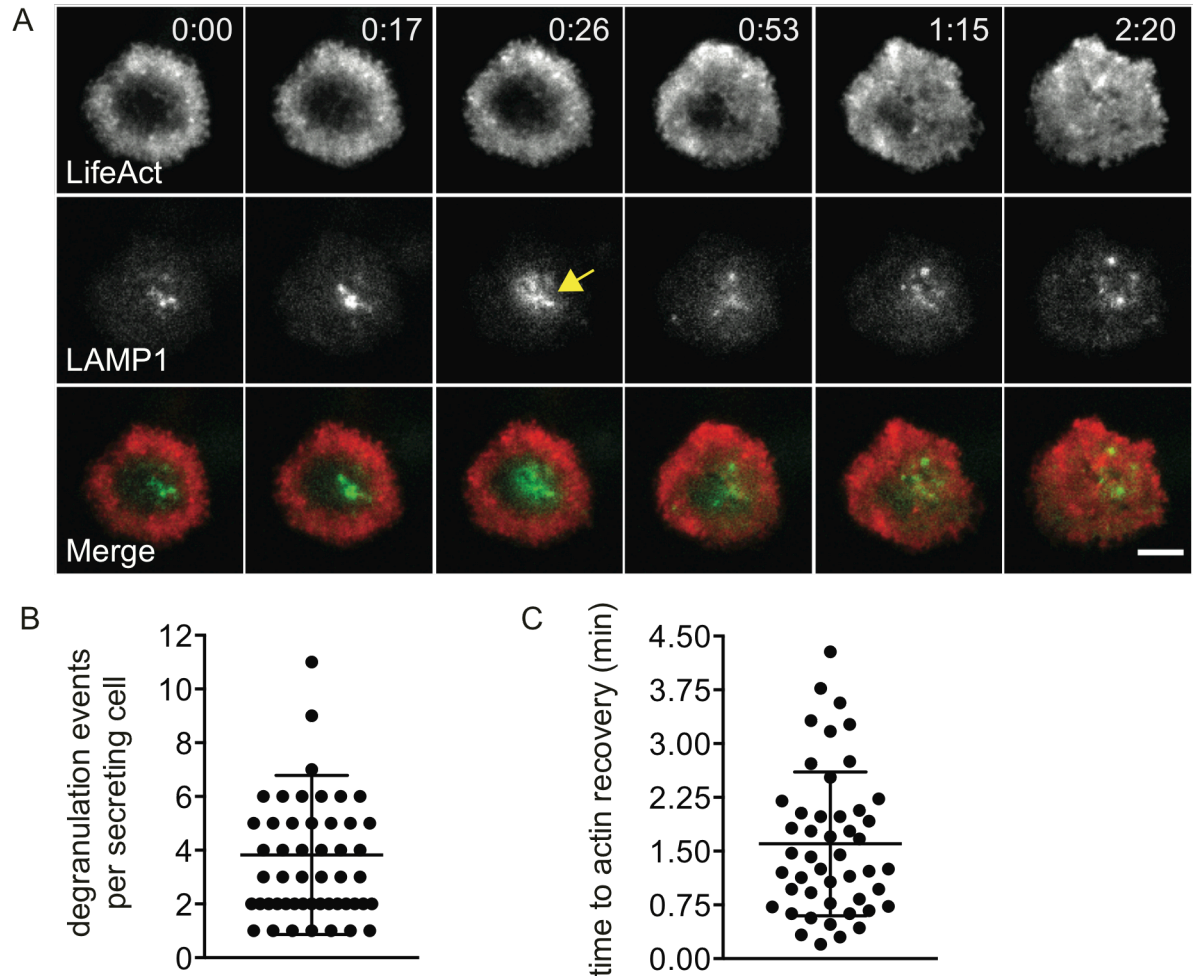 A
0:00 0:17 0:26 0:53 1:15 2:20
LifeAct
LAMP1
Merge
B
degranulation events
per secreting cell
12
10
8
6
4
2
0
C
time to actin recovery (min)
4.50
3.75
3.00
2.25
1.50
0.75
0.00